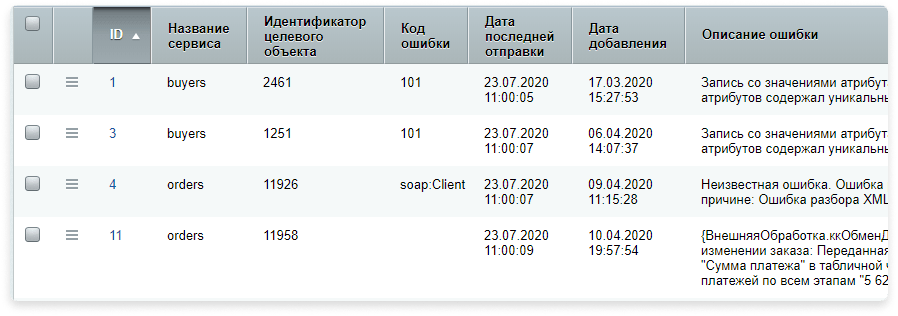 ID
Название
сервиса
Идентификатор
целевого
объекта
Код
ошибки
Дата
последней
отправки
Дата
добавления
Описание ошибки
1
buyers
2461
101
23.07.2020
11:00:05
17.03.2020
15:27:53
Запись со значениями атрибут
атрибутов содержал уникальн
3
buyers
1251
101
23.07.2020
11:00:07
06.04.2020
14:07:37
Запись со значениями атрибут
атрибутов содержал уникальн
4
orders
11926
soap:Client
23.07.2020
11:00:07
09.04.2020
11:15:28
Неизвестная ошибка. Ошибка
причине: Ошибка разбора XML
11
orders
11958
23.07.2020
11:00:09
10.04.2020
19:57:54
{ВнешняяОбработка.ккОбменД
изменении заказа: Переданная
"Сумма платежа" в табличной
платежей по всем этапам "5 62